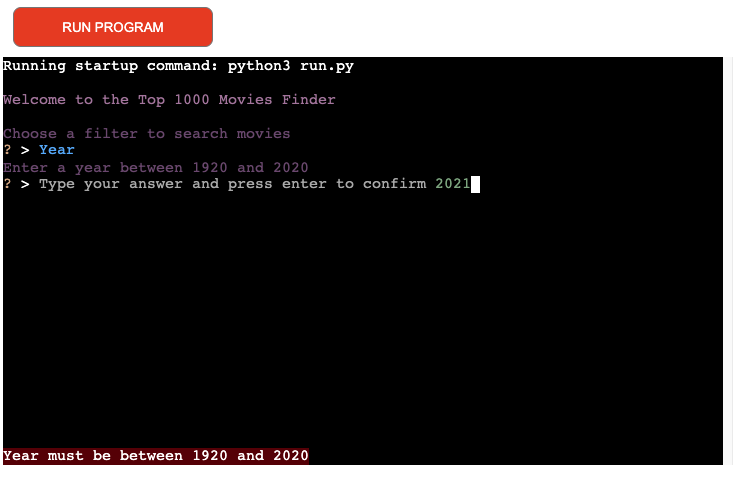 RUN PROGRAM
Running startup command: python3 run.py
Welcome to the Top 1000 Movies Finder
Choose a filter to search movies
? > Year
Enter a year between 1920 and 2020
? > Type your answer and press enter to confirm 2021
Year must be between 1920 and 2020